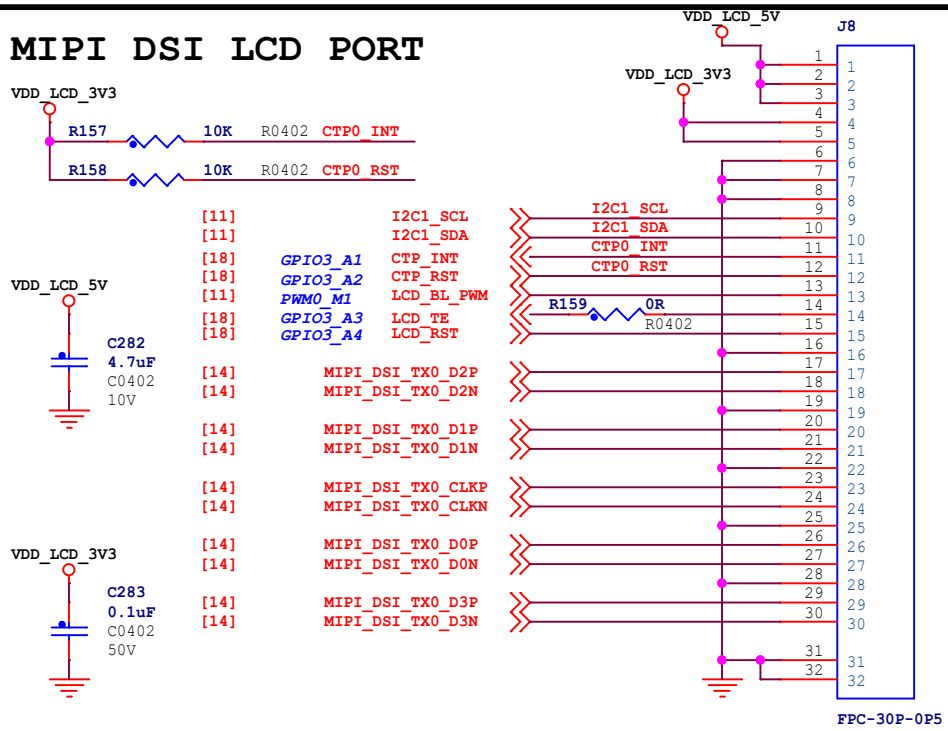 VDD_LCD_5V
J8
MIPI DSI LCD PORT
VDD_LCD_3V3
VDD_LCD_3V3
R157 10K R0402 CTP0_INT
R158 10K R0402 CTP0_RST
1 1
2 2
3 3
4 4
5 5
6 6
7 7
8 8
[11] I2C1_SCL I2C1_SCL 9 9
[11] I2C1_SDA I2C1_SDA 10 10
[18] GPIO3_A1 CTP_INT CTP0_INT 11 11
[18] GPIO3_A2 CTP_RST CTP0_RST 12 12
[11] PWM0_M1 LCD_BL_PWM 13 13
[18] GPIO3_A3 LCD_TE R159 0R R0402 14 14
[18] GPIO3_A4 LCD_RST 15 15
16 16
[14] MIPI_DSI_TX0_D2P 17 17
[14] MIPI_DSI_TX0_D2N 18 18
19 19
[14] MIPI_DSI_TX0_D1P 20 20
[14] MIPI_DSI_TX0_D1N 21 21
22 22
[14] MIPI_DSI_TX0_CLKP 23 23
[14] MIPI_DSI_TX0_CLKN 24 24
25 25
[14] MIPI_DSI_TX0_D0P 26 26
[14] MIPI_DSI_TX0_D0N 27 27
28 28
[14] MIPI_DSI_TX0_D3P 29 29
[14] MIPI_DSI_TX0_D3N 30 30
31 31
32 32
FPC-30P-0P5
VDD_LCD_5V
C282
4.7uF
C0402
10V
VDD_LCD_3V3
C283
0.1uF
C0402
50V